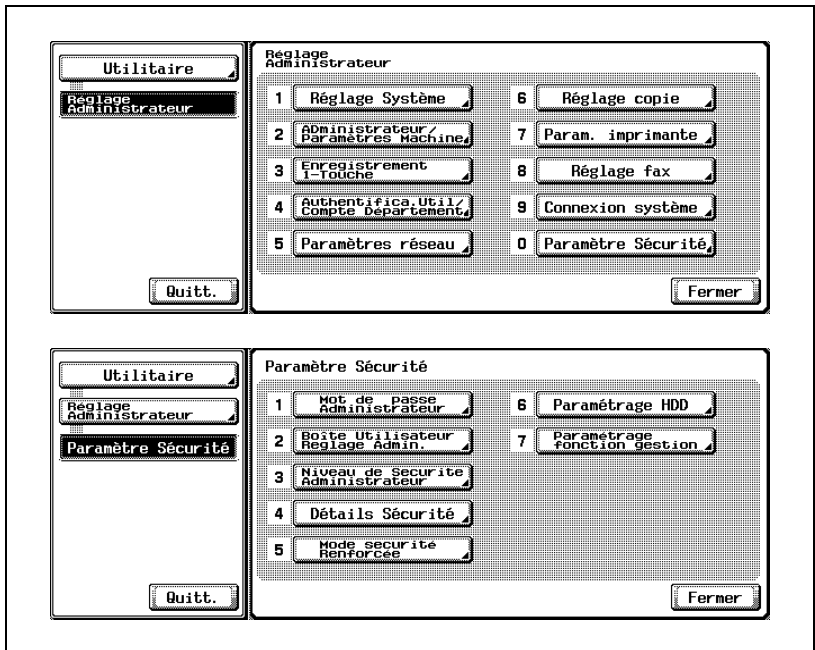 Utilitaire
Réglage
Administrateur
Quitt.
Réglage
Administrateur
1 Réglage Système
2 ADministrateur/
Paramètres Machine
3 Enregistrement
1-Touche
4 Authentifica.Util/
Compte Département
5 Paramètres réseau
6 Réglage copie
7 Param. imprimante
8 Réglage fax
9 Connexion système
0 Paramètre Sécurité
Fermer
Utilitaire
Réglage
Administrateur
Paramètre Sécurité
Quitt.
Paramètre Sécurité
1 Mot de passe
Administrateur
2 Boîte Utilisateur
Réglage Admin.
3 Niveau de Sécurité
Administrateur
4 Détails Sécurité
5 Mode sécurité
Renforcée
6 Paramétrage HDD
7 Paramétrage
fonction gestion
Fermer